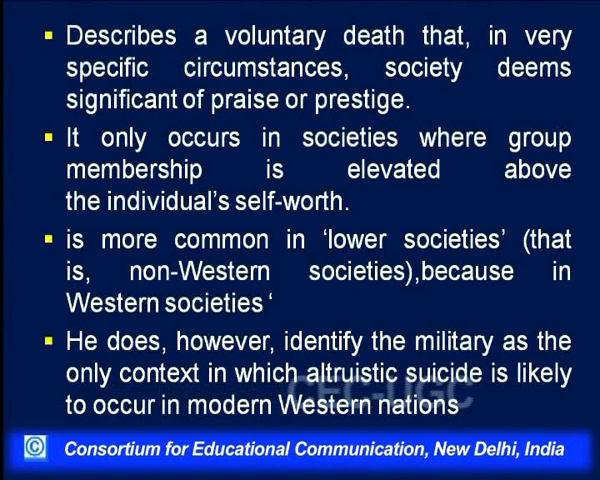 Describes a voluntary death that, in very
specific circumstances, society deems
significant of praise or prestige.
It only occurs in societies where group
membership is elevated above
the individual's self-worth.
is more common in 'lower societies' (that
is, non-Western societies),because in
Western societies '
He does, however, identify the military as the
only context in which altruistic suicide is likely
to occur in modern Western nations
CEC-UGC
© Consortium for Educational Communication, New Delhi, India